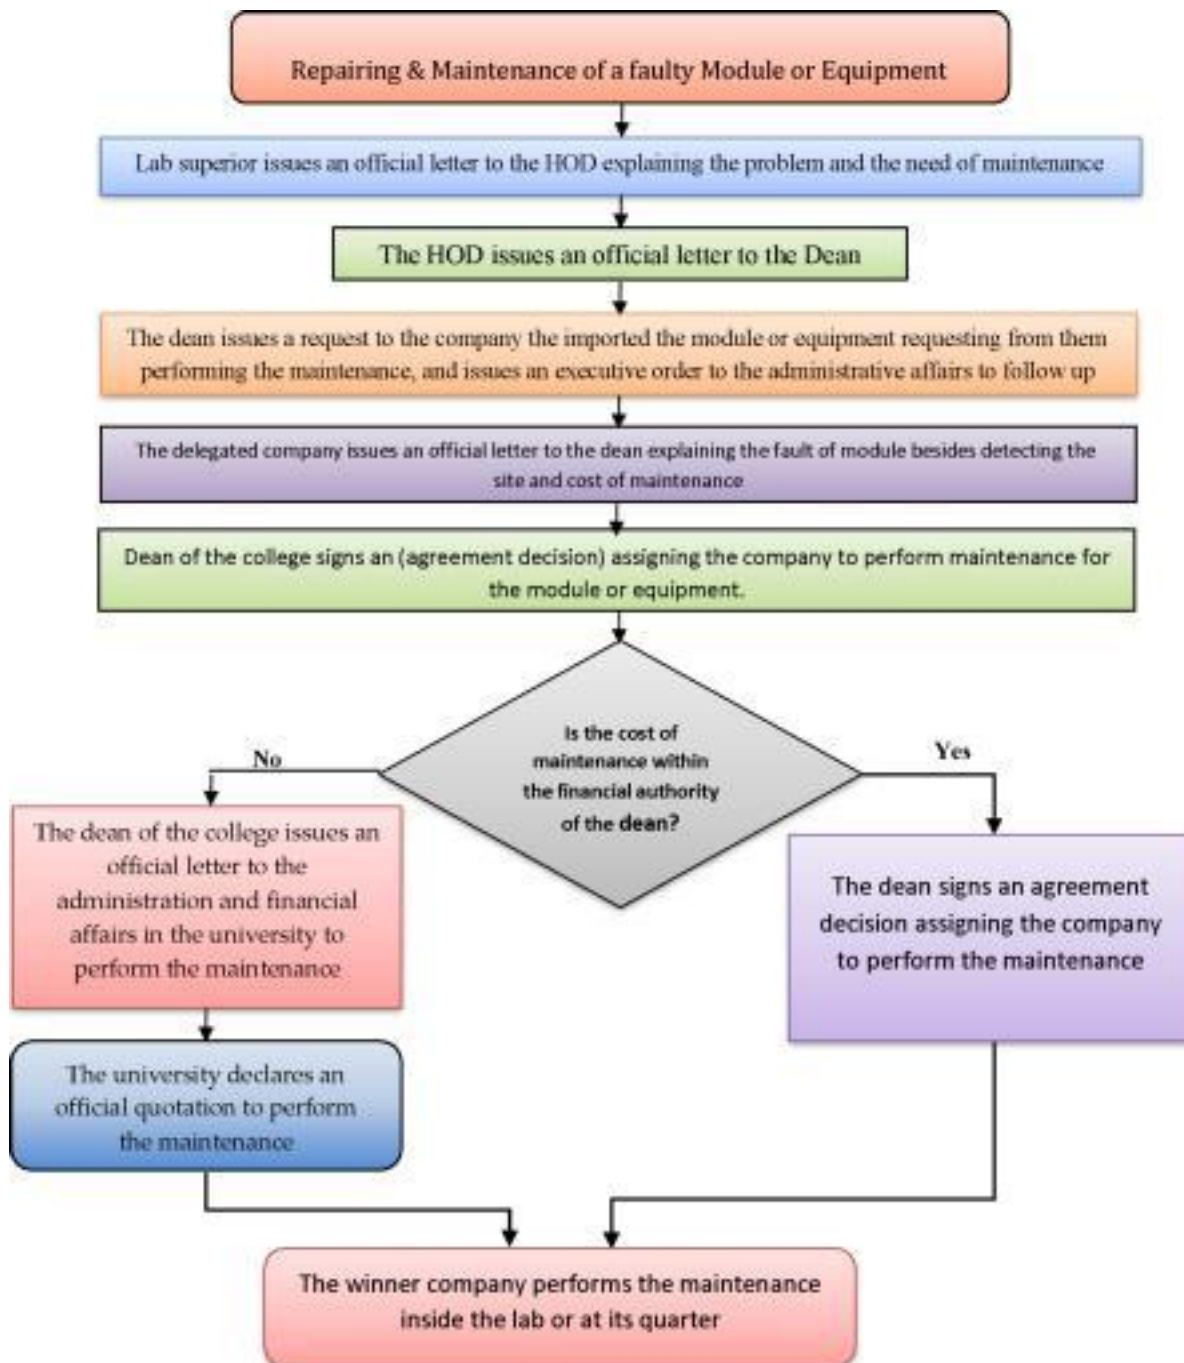 Repairing & Maintenance of a faulty Module or Equipment
Lab superior issues an official letter to the HOD explaining the problem and the need of maintenance
The HOD issues an official letter to the Dean
The dean issues a request to the company the imported the module or equipment requesting from them
performing the maintenance, and issues an executive order to the administrative affairs to follow up
The delegated company issues an official letter to the dean explaining the fault of module besides detecting the
site and cost of maintenance
Dean of the college signs an (agreement decision) assigning the company to perform maintenance for
the module or equipment.
Is the cost of
maintenance within
the financial authority
of the dean?
No
Yes
The dean of the college issues an
official letter to the
administration and financial
affairs in the university to
perform the maintenance
The dean signs an agreement
decision assigning the company
to perform the maintenance
The university declares an
official quotation to perform
the maintenance
The winner company performs the maintenance
inside the lab or at its quarter